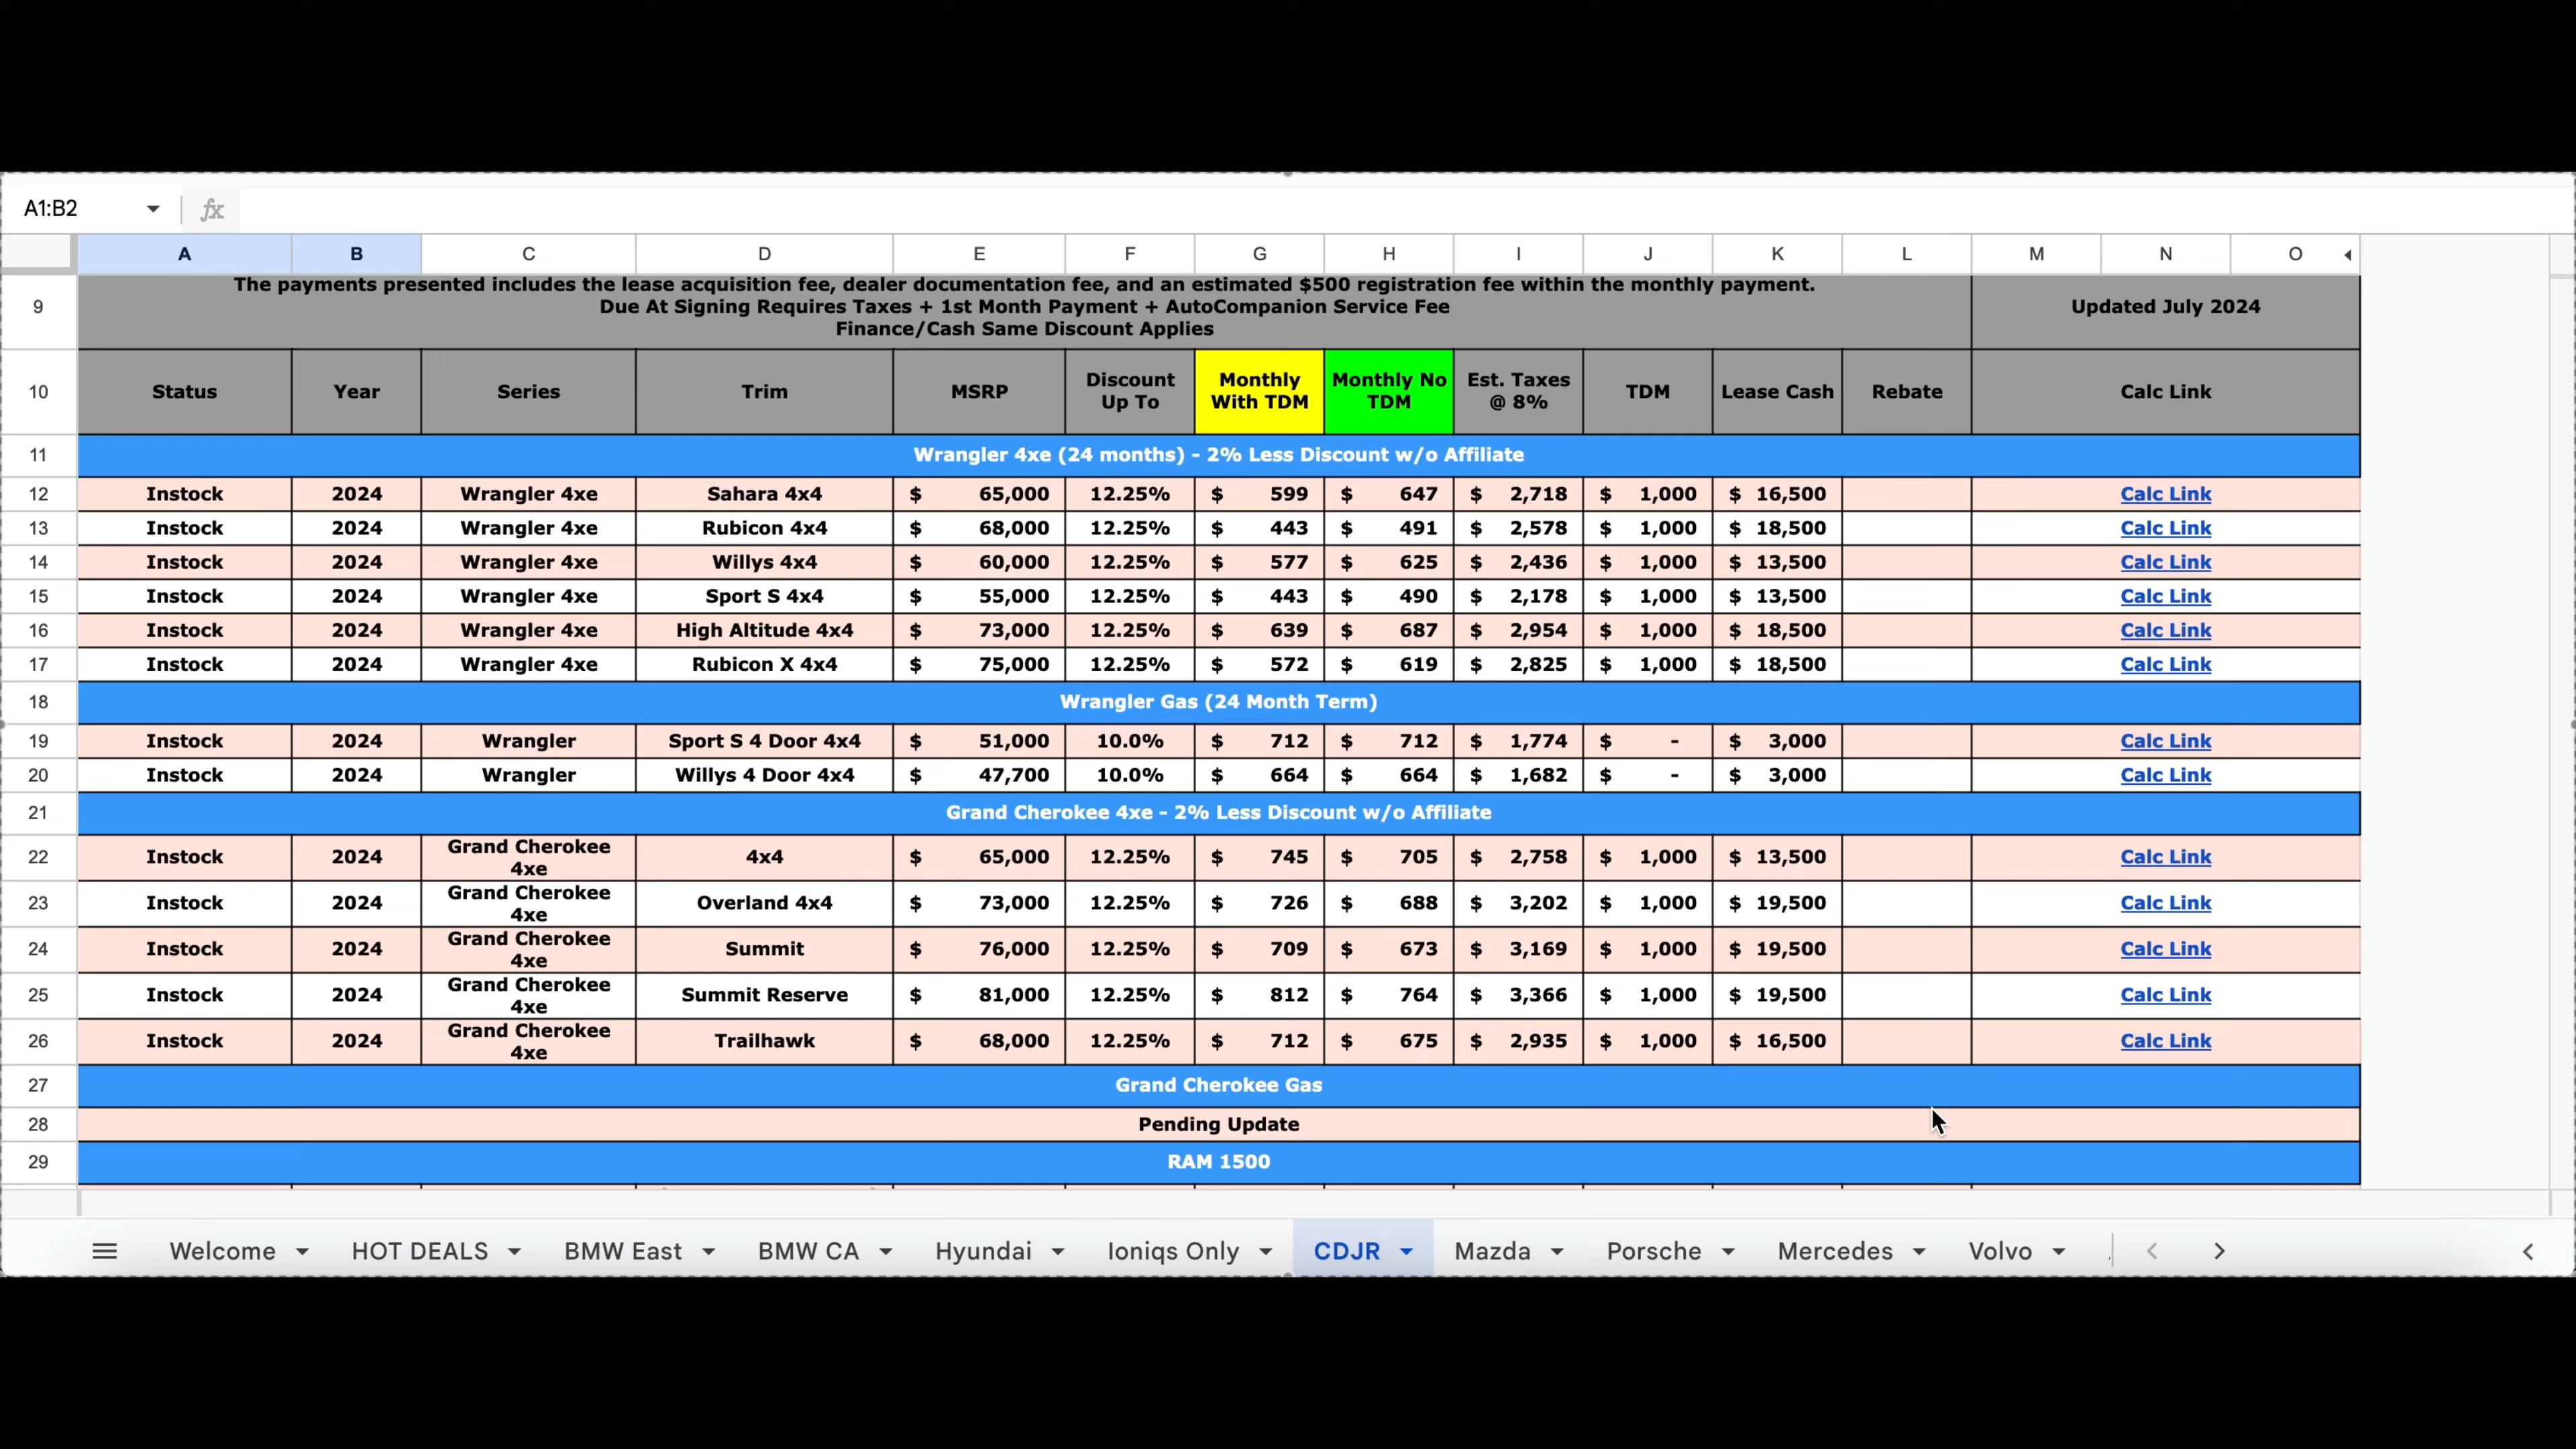 A1:B2 fx
A B C D E F G H I J K L M N O
9 The payments presented includes the lease acquisition fee, dealer documentation fee, and an estimated $500 registration fee within the monthly payment.
Due At Signing Requires Taxes + 1st Month Payment + AutoCompanion Service Fee
Finance/Cash Same Discount Applies
Updated July 2024
10 Status Year Series Trim MSRP Discount Up To Monthly With TDM Monthly No TDM Est. Taxes @ 8% TDM Lease Cash Rebate Calc Link
11 Wrangler 4xe (24 months) - 2% Less Discount w/o Affiliate
12 Instock 2024 Wrangler 4xe Sahara 4x4 $ 65,000 12.25% $ 599 $ 647 $ 2,718 $ 1,000 $ 16,500 Calc Link
13 Instock 2024 Wrangler 4xe Rubicon 4x4 $ 68,000 12.25% $ 443 $ 491 $ 2,578 $ 1,000 $ 18,500 Calc Link
14 Instock 2024 Wrangler 4xe Willys 4x4 $ 60,000 12.25% $ 577 $ 625 $ 2,436 $ 1,000 $ 13,500 Calc Link
15 Instock 2024 Wrangler 4xe Sport S 4x4 $ 55,000 12.25% $ 443 $ 490 $ 2,178 $ 1,000 $ 13,500 Calc Link
16 Instock 2024 Wrangler 4xe High Altitude 4x4 $ 73,000 12.25% $ 639 $ 687 $ 2,954 $ 1,000 $ 18,500 Calc Link
17 Instock 2024 Wrangler 4xe Rubicon X 4x4 $ 75,000 12.25% $ 572 $ 619 $ 2,825 $ 1,000 $ 18,500 Calc Link
18 Wrangler Gas (24 Month Term)
19 Instock 2024 Wrangler Sport S 4 Door 4x4 $ 51,000 10.0% $ 712 $ 712 $ 1,774 $ - $ 3,000 Calc Link
20 Instock 2024 Wrangler Willys 4 Door 4x4 $ 47,700 10.0% $ 664 $ 664 $ 1,682 $ - $ 3,000 Calc Link
21 Grand Cherokee 4xe - 2% Less Discount w/o Affiliate
22 Instock 2024 Grand Cherokee 4xe 4x4 $ 65,000 12.25% $ 745 $ 705 $ 2,758 $ 1,000 $ 13,500 Calc Link
23 Instock 2024 Grand Cherokee 4xe Overland 4x4 $ 73,000 12.25% $ 726 $ 688 $ 3,202 $ 1,000 $ 19,500 Calc Link
24 Instock 2024 Grand Cherokee 4xe Summit $ 76,000 12.25% $ 709 $ 673 $ 3,169 $ 1,000 $ 19,500 Calc Link
25 Instock 2024 Grand Cherokee 4xe Summit Reserve $ 81,000 12.25% $ 812 $ 764 $ 3,366 $ 1,000 $ 19,500 Calc Link
26 Instock 2024 Grand Cherokee 4xe Trailhawk $ 68,000 12.25% $ 712 $ 675 $ 2,935 $ 1,000 $ 16,500 Calc Link
27 Grand Cherokee Gas
28 Pending Update
29 RAM 1500
Welcome HOT DEALS BMW East BMW CA Hyundai Ioniqs Only CDJR Mazda Porsche Mercedes Volvo